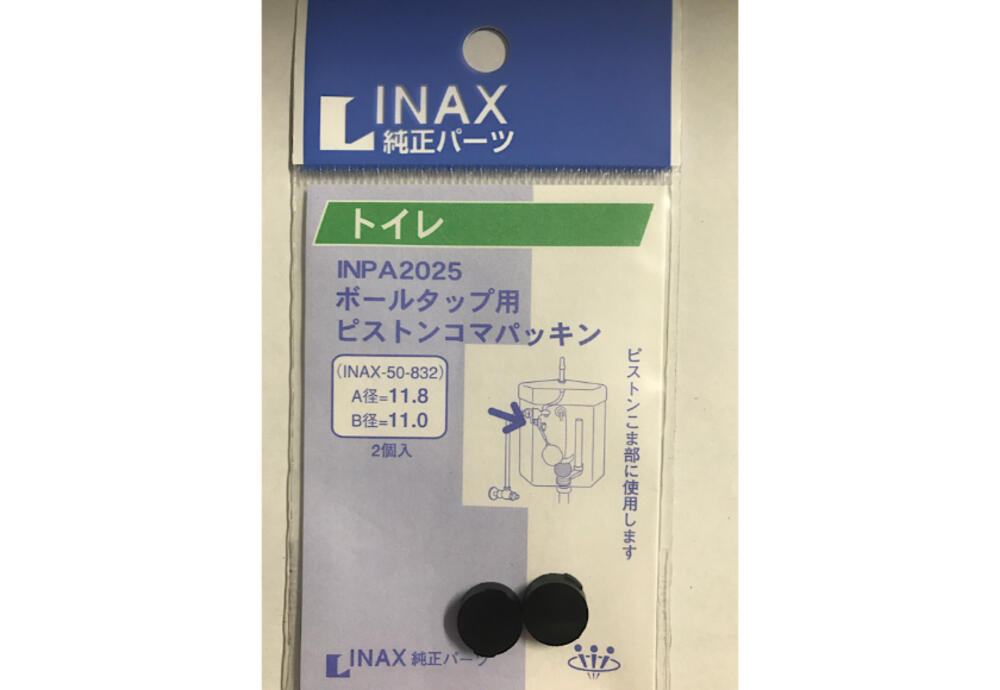 INAX
純正パーツ
トイレ
INPA2025
ボールタップ用
ピストンコマパッキン
(INAX-50-832)
A径=11.8
B径=11.0
2個入
ピストンこま部に使用します
INAX 純正パーツ